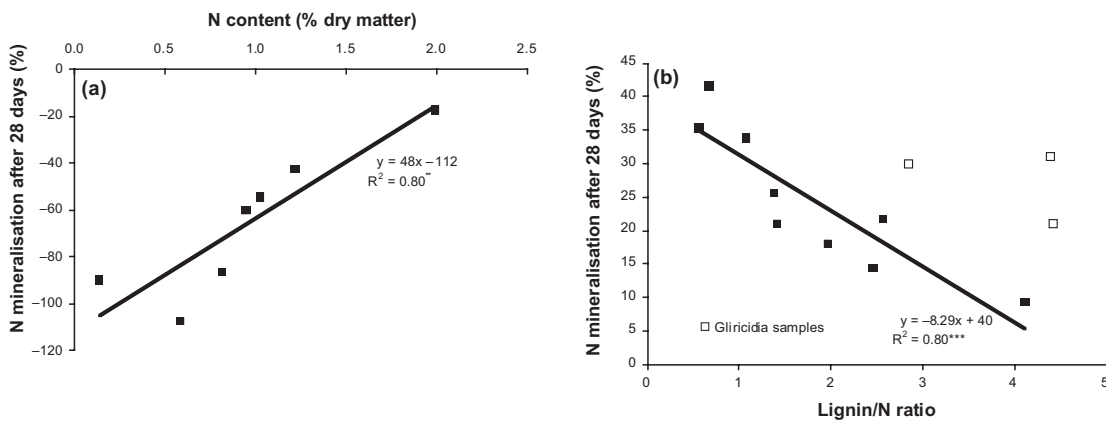 N content (% dry matter)
0.0 0.5 1.0 1.5 2.0 2.5
N mineralisation after 28 days (%)
0
–20
–40
–60
–80
–100
–120
(a)
y = 48x – 112
R² = 0.80**
N mineralisation after 28 days (%)
45
40
35
30
25
20
15
10
5
0
(b)
Gliricidia samples
y = –8.29x + 40
R² = 0.80***
0 1 2 3 4 5
Lignin/N ratio